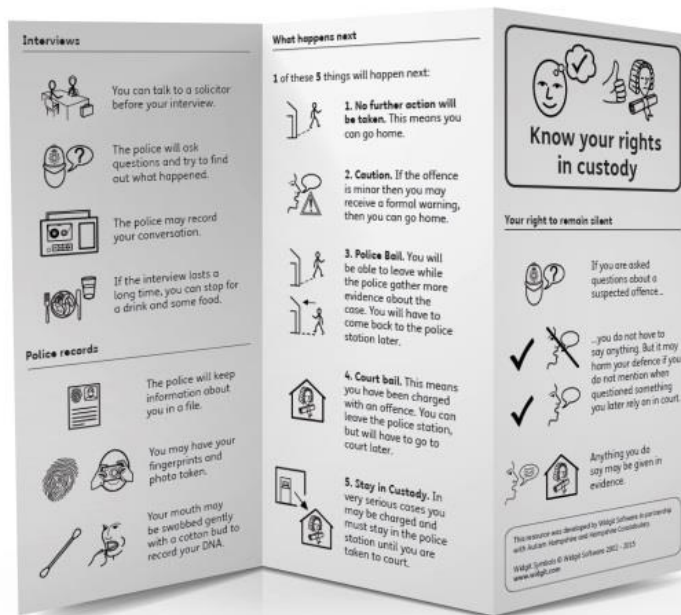 Interviews
You can talk to a solicitor
before your interview.
The police will ask
questions and try to find
out what happened.
The police may record
your conversation.
If the interview lasts a
long time, you can stop for
a drink and some food.
Police records
The police will keep
information about
you in a file.
You may have your
fingerprints and
photo taken.
Your mouth may
be swabbed gently
with a cotton bud to
record your DNA.
What happens next
1 of these 5 things will happen next:
1. No further action will
be taken. This means you
can go home.
2. Caution. If the offence
is minor then you may
receive a formal warning,
then you can go home.
3. Police Bail. You will
be able to leave while
the police gather more
evidence about the
case. You will have to
come back to the police
station later.
4. Court bail. This means
you have been charged
with an offence. You can
leave the police station,
but will have to go to
court later.
5. Stay in Custody. In
very serious cases you
may be charged and
must stay in the police
station until you are
taken to court.
Know your rights
in custody
Your right to remain silent
If you are asked
questions about a
suspected offence...
...you do not have to
say anything. But it may
harm your defence if you
do not mention when
questioned something
you later rely on in court.
Anything you do
say may be given in
evidence.
This resource was developed by Widgit Software in partnership
with Autism Hampshire and Hampshire Constabulary.
Widgit Symbols © Widgit Software 2002 - 2015
www.widgit.com